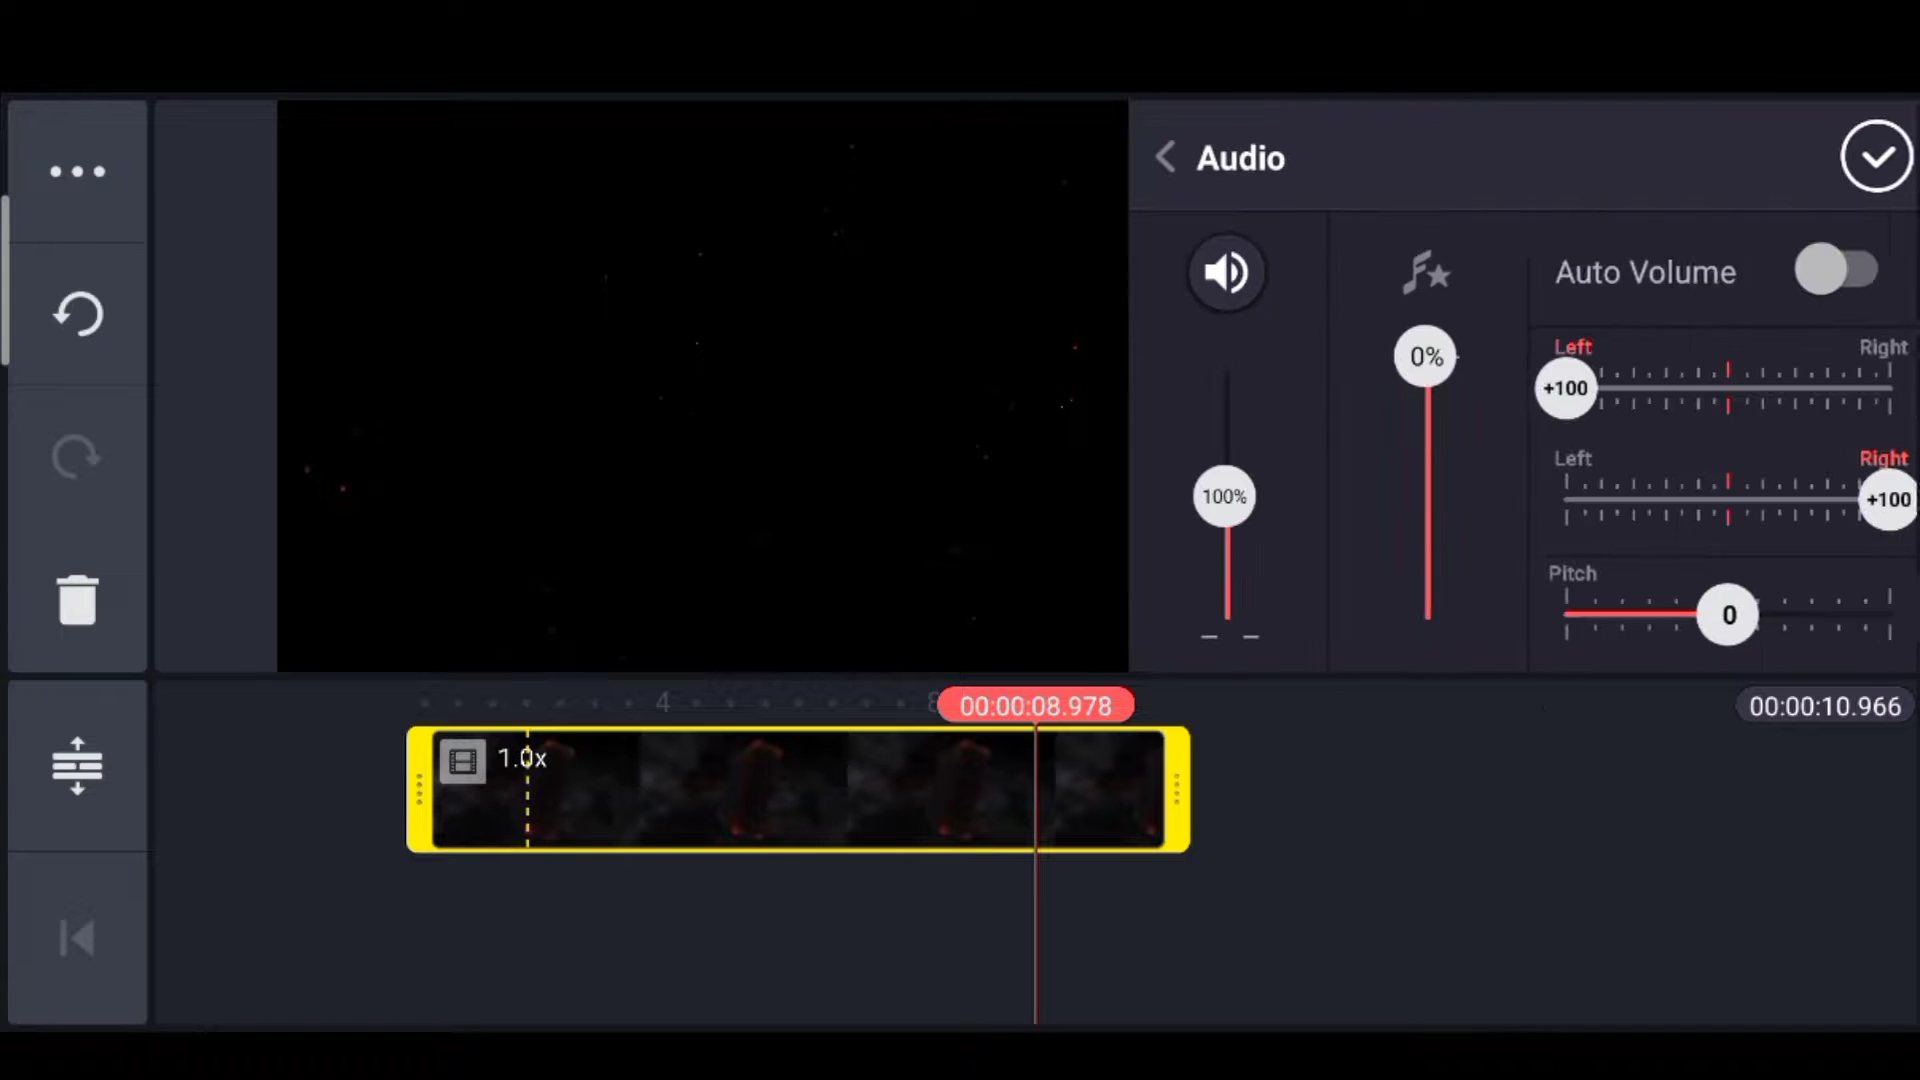 Audio
Auto Volume
0%
Left
Right
+100
Left
Right
100%
+100
Pitch
0
4
8
00:00:08.978
00:00:10.966
1.0x